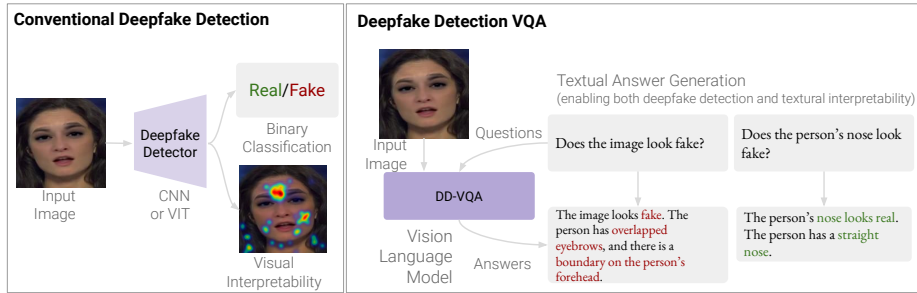 Conventional Deepfake Detection
Input
Image
Deepfake
Detector
CNN
or VIT
Real/Fake
Binary
Classification
Visual
Interpretability
Deepfake Detection VQA
Input
Image
Questions
DD-VQA
Vision
Language
Model
Answers
Textual Answer Generation
(enabling both deepfake detection and textural interpretability)
Does the image look fake?
Does the person's nose look
fake?
The image looks fake. The
person has overlapped
eyebrows, and there is a
boundary on the person's
forehead.
The person's nose looks real.
The person has a straight
nose.